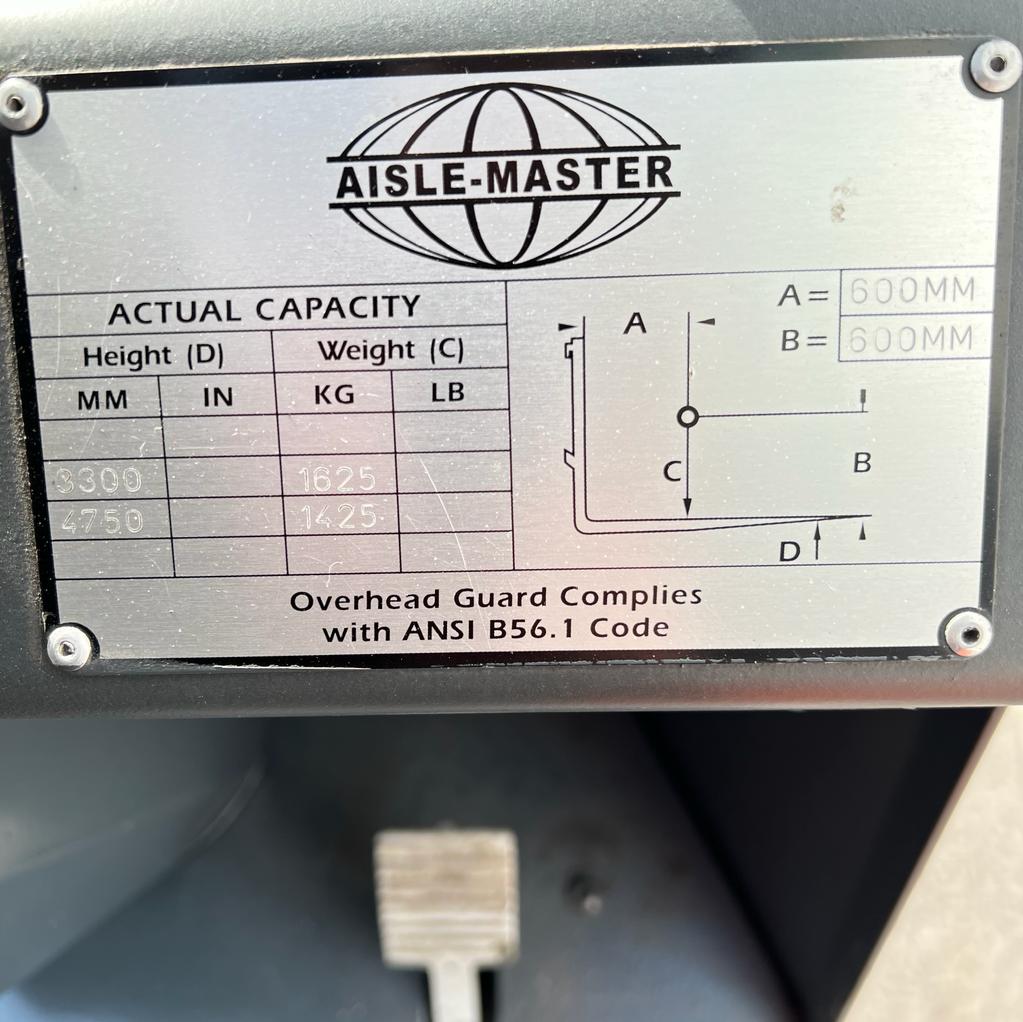 AISLE-MASTER
ACTUAL CAPACITY
Height (D) Weight (C)
MM IN KG LB
3300 1625
4750 1425
A= 600MM
B= 600MM
A
C
B
D
Overhead Guard Complies
with ANSI B56.1 Code